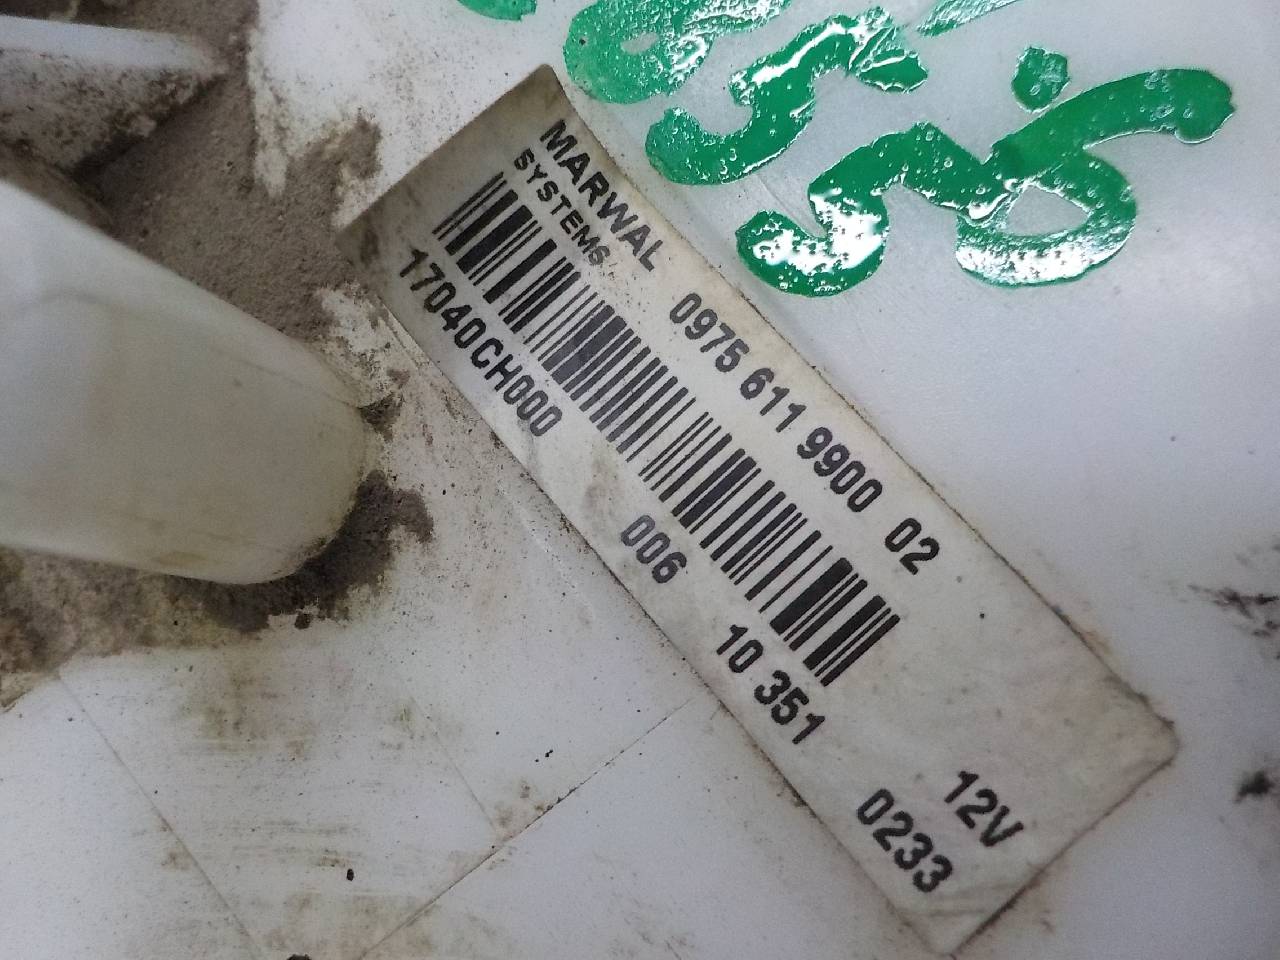 MARWAL
SYSTEMS
0975 611 9900 02
17040CH000
006
10 351
12V
0233